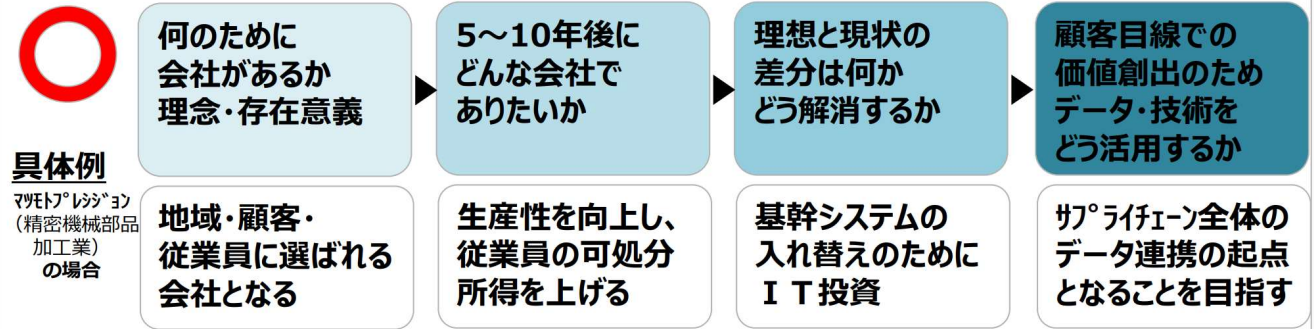 何のために
会社があるか
理念・存在意義
5～10年後に
どんな会社で
ありたいか
理想と現状の
差分は何か
どう解消するか
顧客目線での
価値創出のため
データ・技術を
どう活用するか
具体例
ﾏﾂﾓﾄﾌﾟﾚｼｼﾞｮﾝ
（精密機械部品
加工業）
の場合
地域・顧客・
従業員に選ばれる
会社となる
生産性を向上し、
従業員の可処分
所得を上げる
基幹システムの
入れ替えのために
ＩＴ投資
ｻﾌﾟﾗｲﾁｪｰﾝ全体の
データ連携の起点
となることを目指す